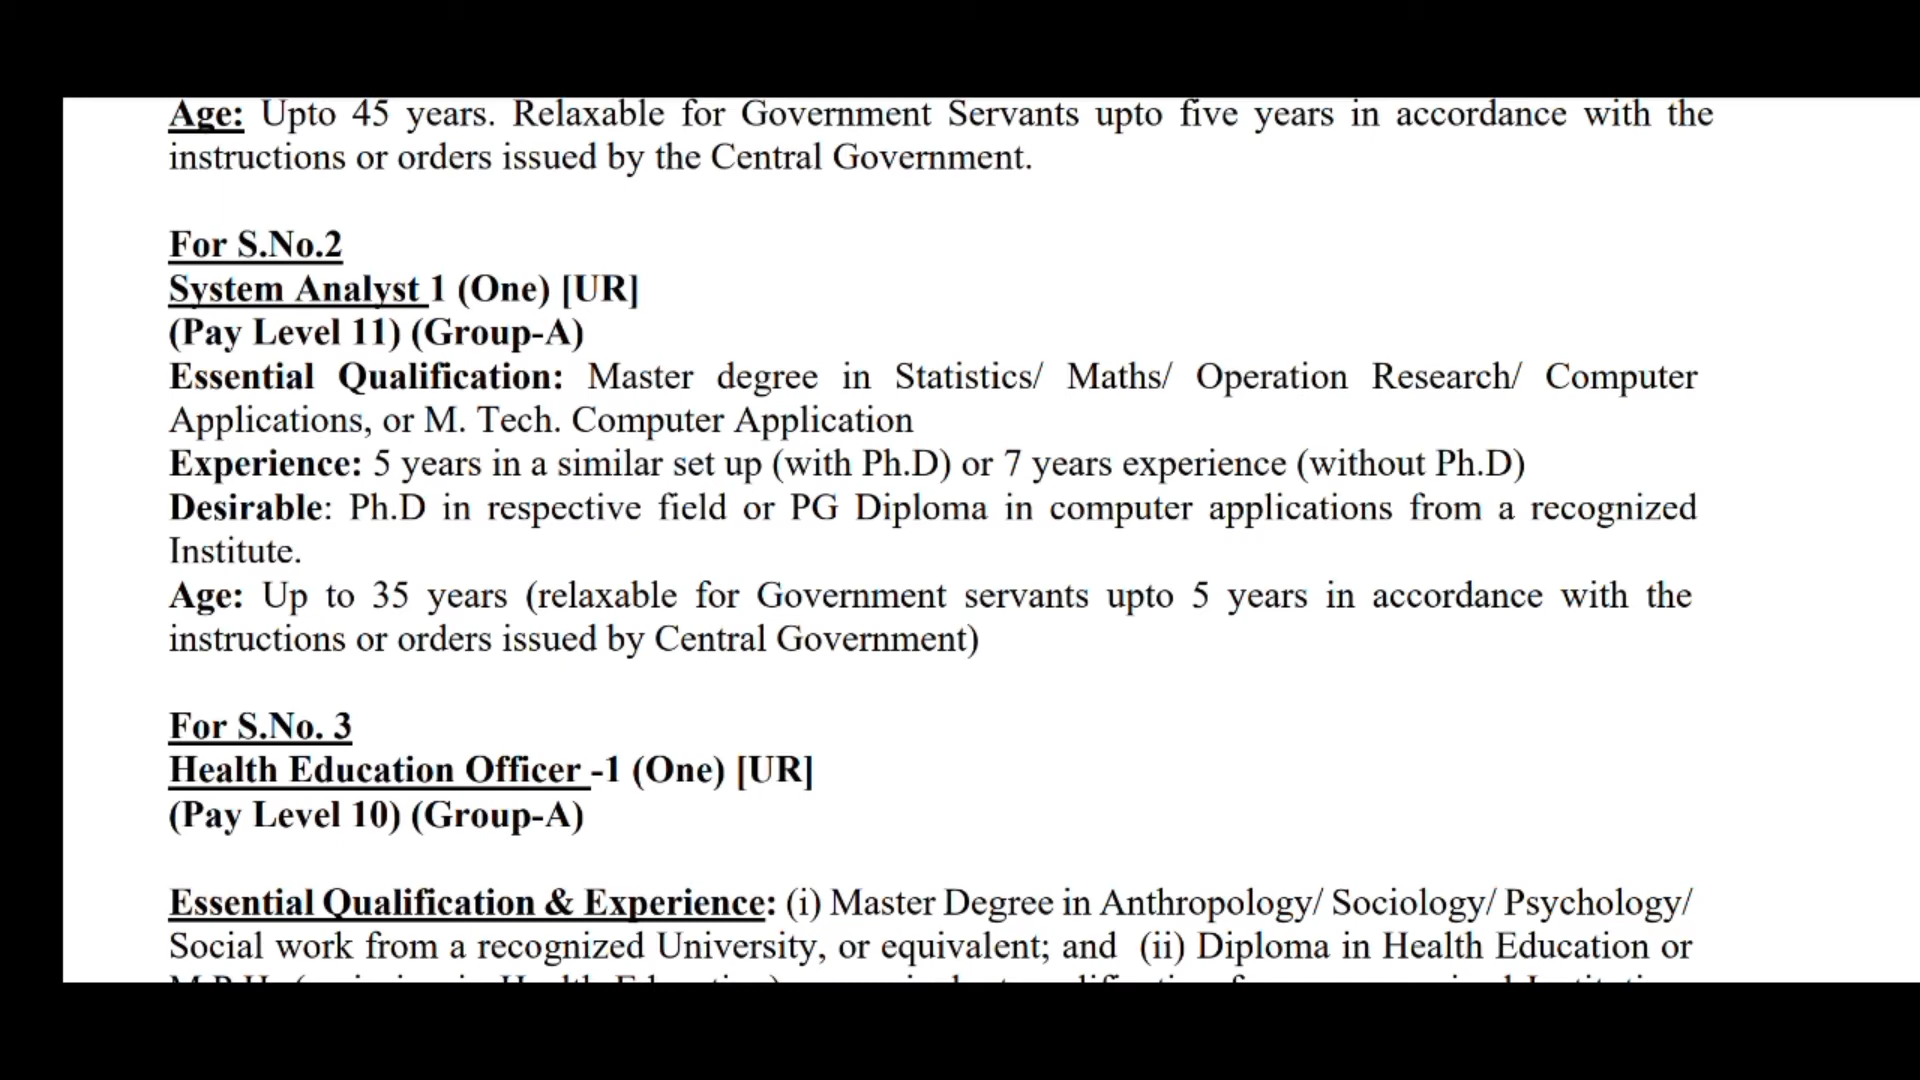 Age: Upto 45 years. Relaxable for Government Servants upto five years in accordance with the
instructions or orders issued by the Central Government.
For S.No.2
System Analyst 1 (One) [UR]
(Pay Level 11) (Group-A)
Essential Qualification: Master degree in Statistics/ Maths/ Operation Research/ Computer
Applications, or M. Tech. Computer Application
Experience: 5 years in a similar set up (with Ph.D) or 7 years experience (without Ph.D)
Desirable: Ph.D in respective field or PG Diploma in computer applications from a recognized
Institute.
Age: Up to 35 years (relaxable for Government servants upto 5 years in accordance with the
instructions or orders issued by Central Government)
For S.No. 3
Health Education Officer -1 (One) [UR]
(Pay Level 10) (Group-A)
Essential Qualification & Experience: (i) Master Degree in Anthropology/ Sociology/ Psychology/
Social work from a recognized University, or equivalent; and (ii) Diploma in Health Education or